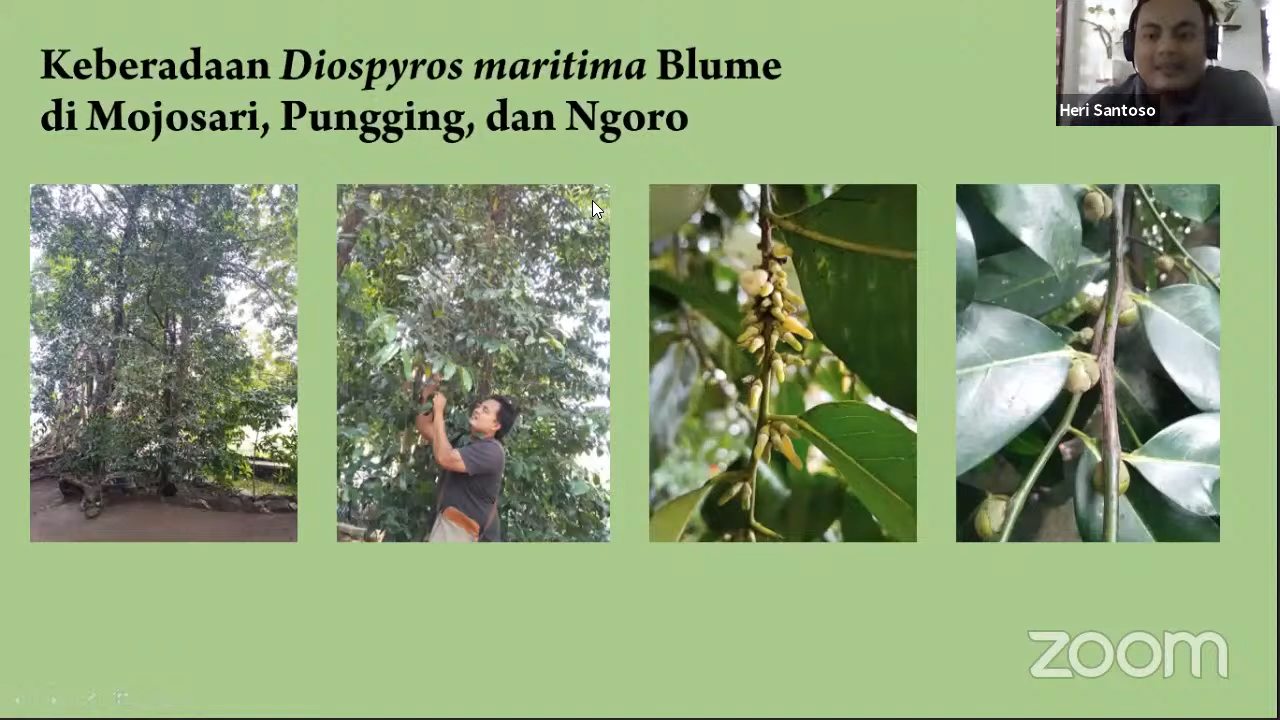 Keberadaan Diospyros maritima Blume
di Mojosari, Pungging, dan Ngoro
Heri Santoso
zoom